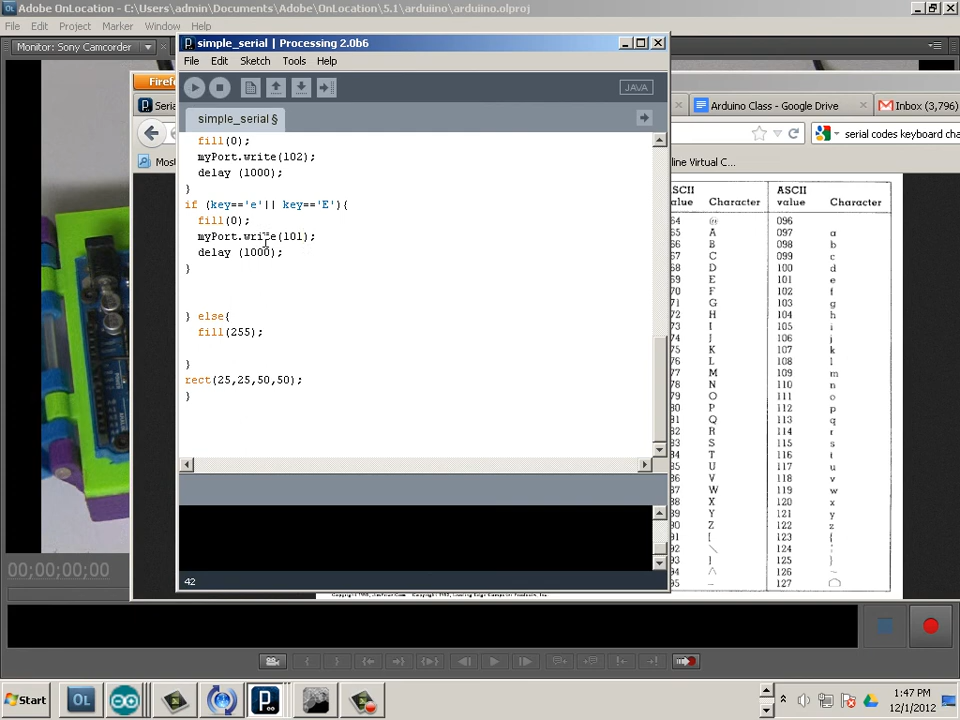 Adobe OnLocation - C:\Users\admin\Documents\Adobe\OnLocation\5.1\arduiino\arduiino.olproj
File Edit Project Marker Window Help
Monitor: Sony Camcorder
simple_serial | Processing 2.0b6
File Edit Sketch Tools Help
JAVA
simple_serial §
fill(0);
myPort.write(102);
delay (1000);
}
if (key=='e'|| key=='E'){
fill(0);
myPort.write(101);
delay (1000);
}
} else{
fill(255);
}
rect(25,25,50,50);
}
42
Firef
Seria
Most
Arduino Class - Google Drive
Inbox (3,796)
serial codes keyboard cha
line Virtual C...
SCII ASCII
alue Character value Character
64 @ 096
65 A 097 a
66 B 098 b
67 C 099 c
68 D 100 d
69 E 101 e
70 F 102 f
71 G 103 g
72 H 104 h
73 I 105 i
74 J 106 j
75 K 107 k
76 L 108 l
77 M 109 m
78 N 110 n
79 O 111 o
80 P 112 p
81 Q 113 q
82 R 114 r
83 S 115 s
84 T 116 t
85 U 117 u
86 V 118 v
87 W 119 w
88 X 120 x
89 Y 121 y
90 Z 122 z
91 [ 123 {
92 \ 124
93 ] 125 }
94 ^ 126 ~
95 _ 127
00;00;00;00
Start
OL
1:47 PM
12/1/2012